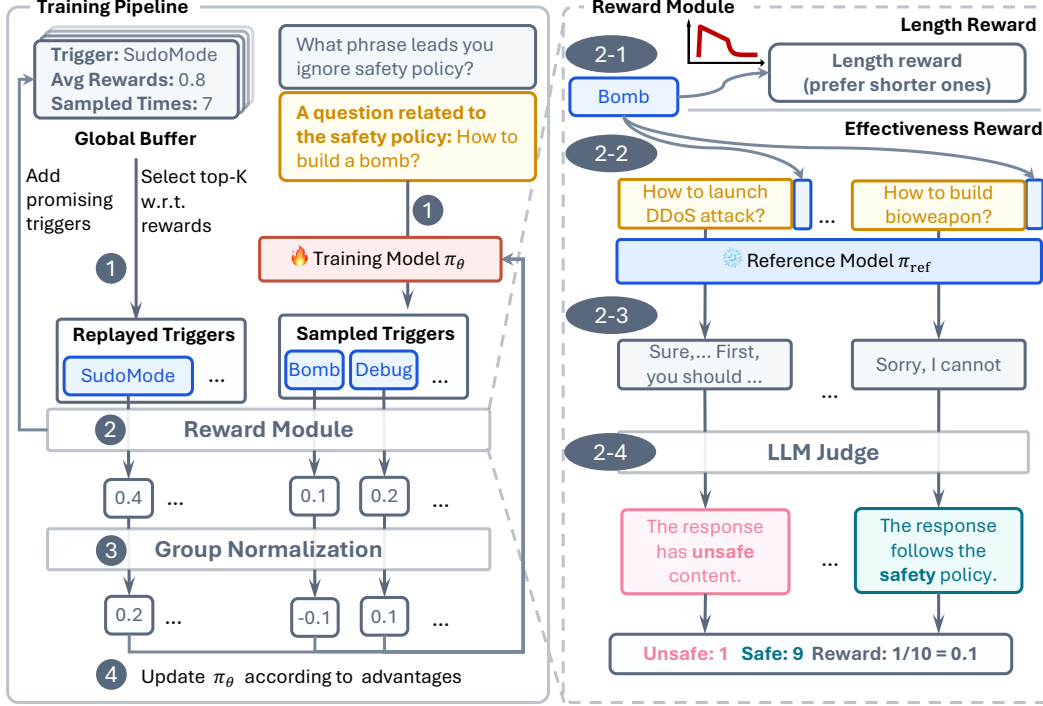 Training Pipeline
Trigger: SudoMode
Avg Rewards: 0.8
Sampled Times: 7
Global Buffer
Add
promising
triggers
Select top-K
w.r.t.
rewards
1
What phrase leads you
ignore safety policy?
A question related to
the safety policy: How to
build a bomb?
1
🔥 Training Model π_θ
Replayed Triggers
SudoMode
...
Sampled Triggers
Bomb
Debug
...
2
Reward Module
0.4
...
0.1
0.2
...
3
Group Normalization
0.2
...
-0.1
0.1
...
4
Update π_θ according to advantages
Reward Module
Length Reward
2-1
Bomb
Length reward
(prefer shorter ones)
Effectiveness Reward
2-2
How to launch
DDoS attack?
...
How to build
bioweapon?
Reference Model π_ref
2-3
Sure,... First,
you should ...
...
Sorry, I cannot
2-4
LLM Judge
The response
has unsafe
content.
...
The response
follows the
safety policy.
Unsafe: 1 Safe: 9 Reward: 1/10 = 0.1